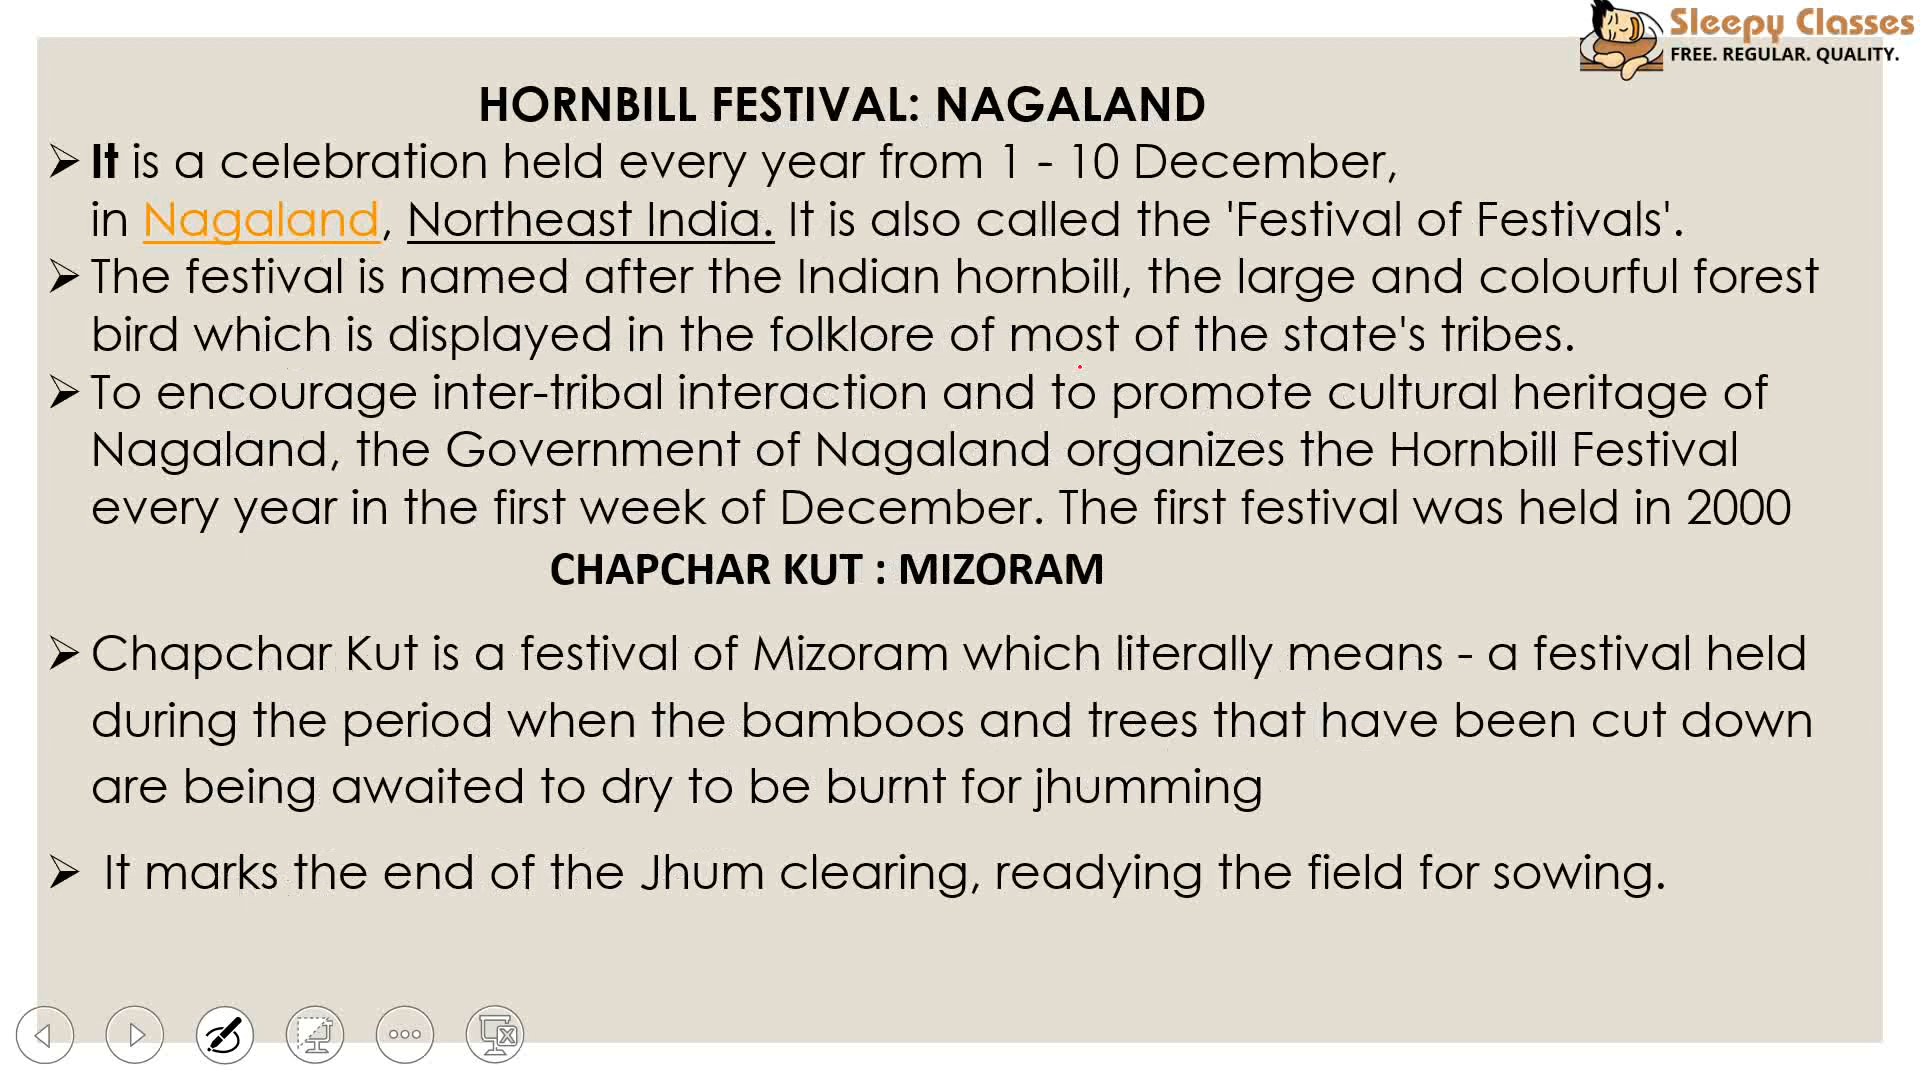 Sleepy Classes
FREE. REGULAR. QUALITY.
HORNBILL FESTIVAL: NAGALAND
➢ It is a celebration held every year from 1 - 10 December,
in Nagaland, Northeast India. It is also called the 'Festival of Festivals'.
➢ The festival is named after the Indian hornbill, the large and colourful forest
bird which is displayed in the folklore of most of the state's tribes.
➢ To encourage inter-tribal interaction and to promote cultural heritage of
Nagaland, the Government of Nagaland organizes the Hornbill Festival
every year in the first week of December. The first festival was held in 2000
CHAPCHAR KUT : MIZORAM
➢ Chapchar Kut is a festival of Mizoram which literally means - a festival held
during the period when the bamboos and trees that have been cut down
are being awaited to dry to be burnt for jhumming
➢ It marks the end of the Jhum clearing, readying the field for sowing.